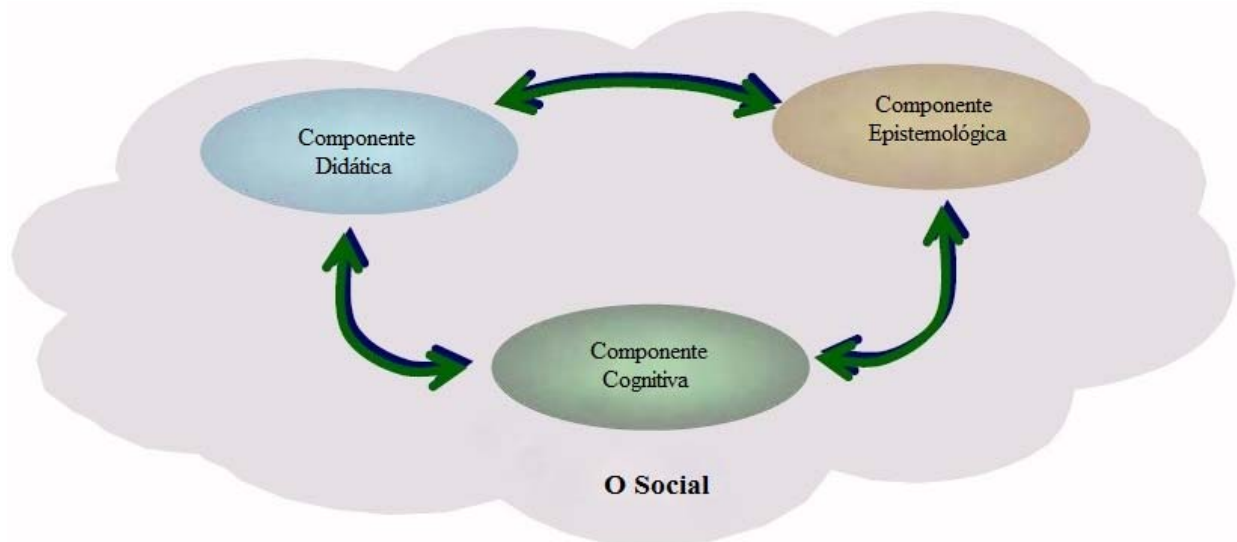 Componente
Didática
Componente
Epistemológica
Componente
Cognitiva
O Social